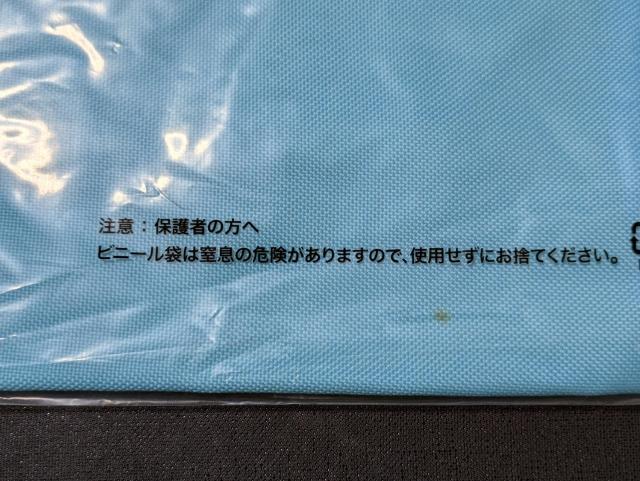 注意：保護者の方へ
ビニール袋は窒息の危険がありますので、使用せずにお捨てください。